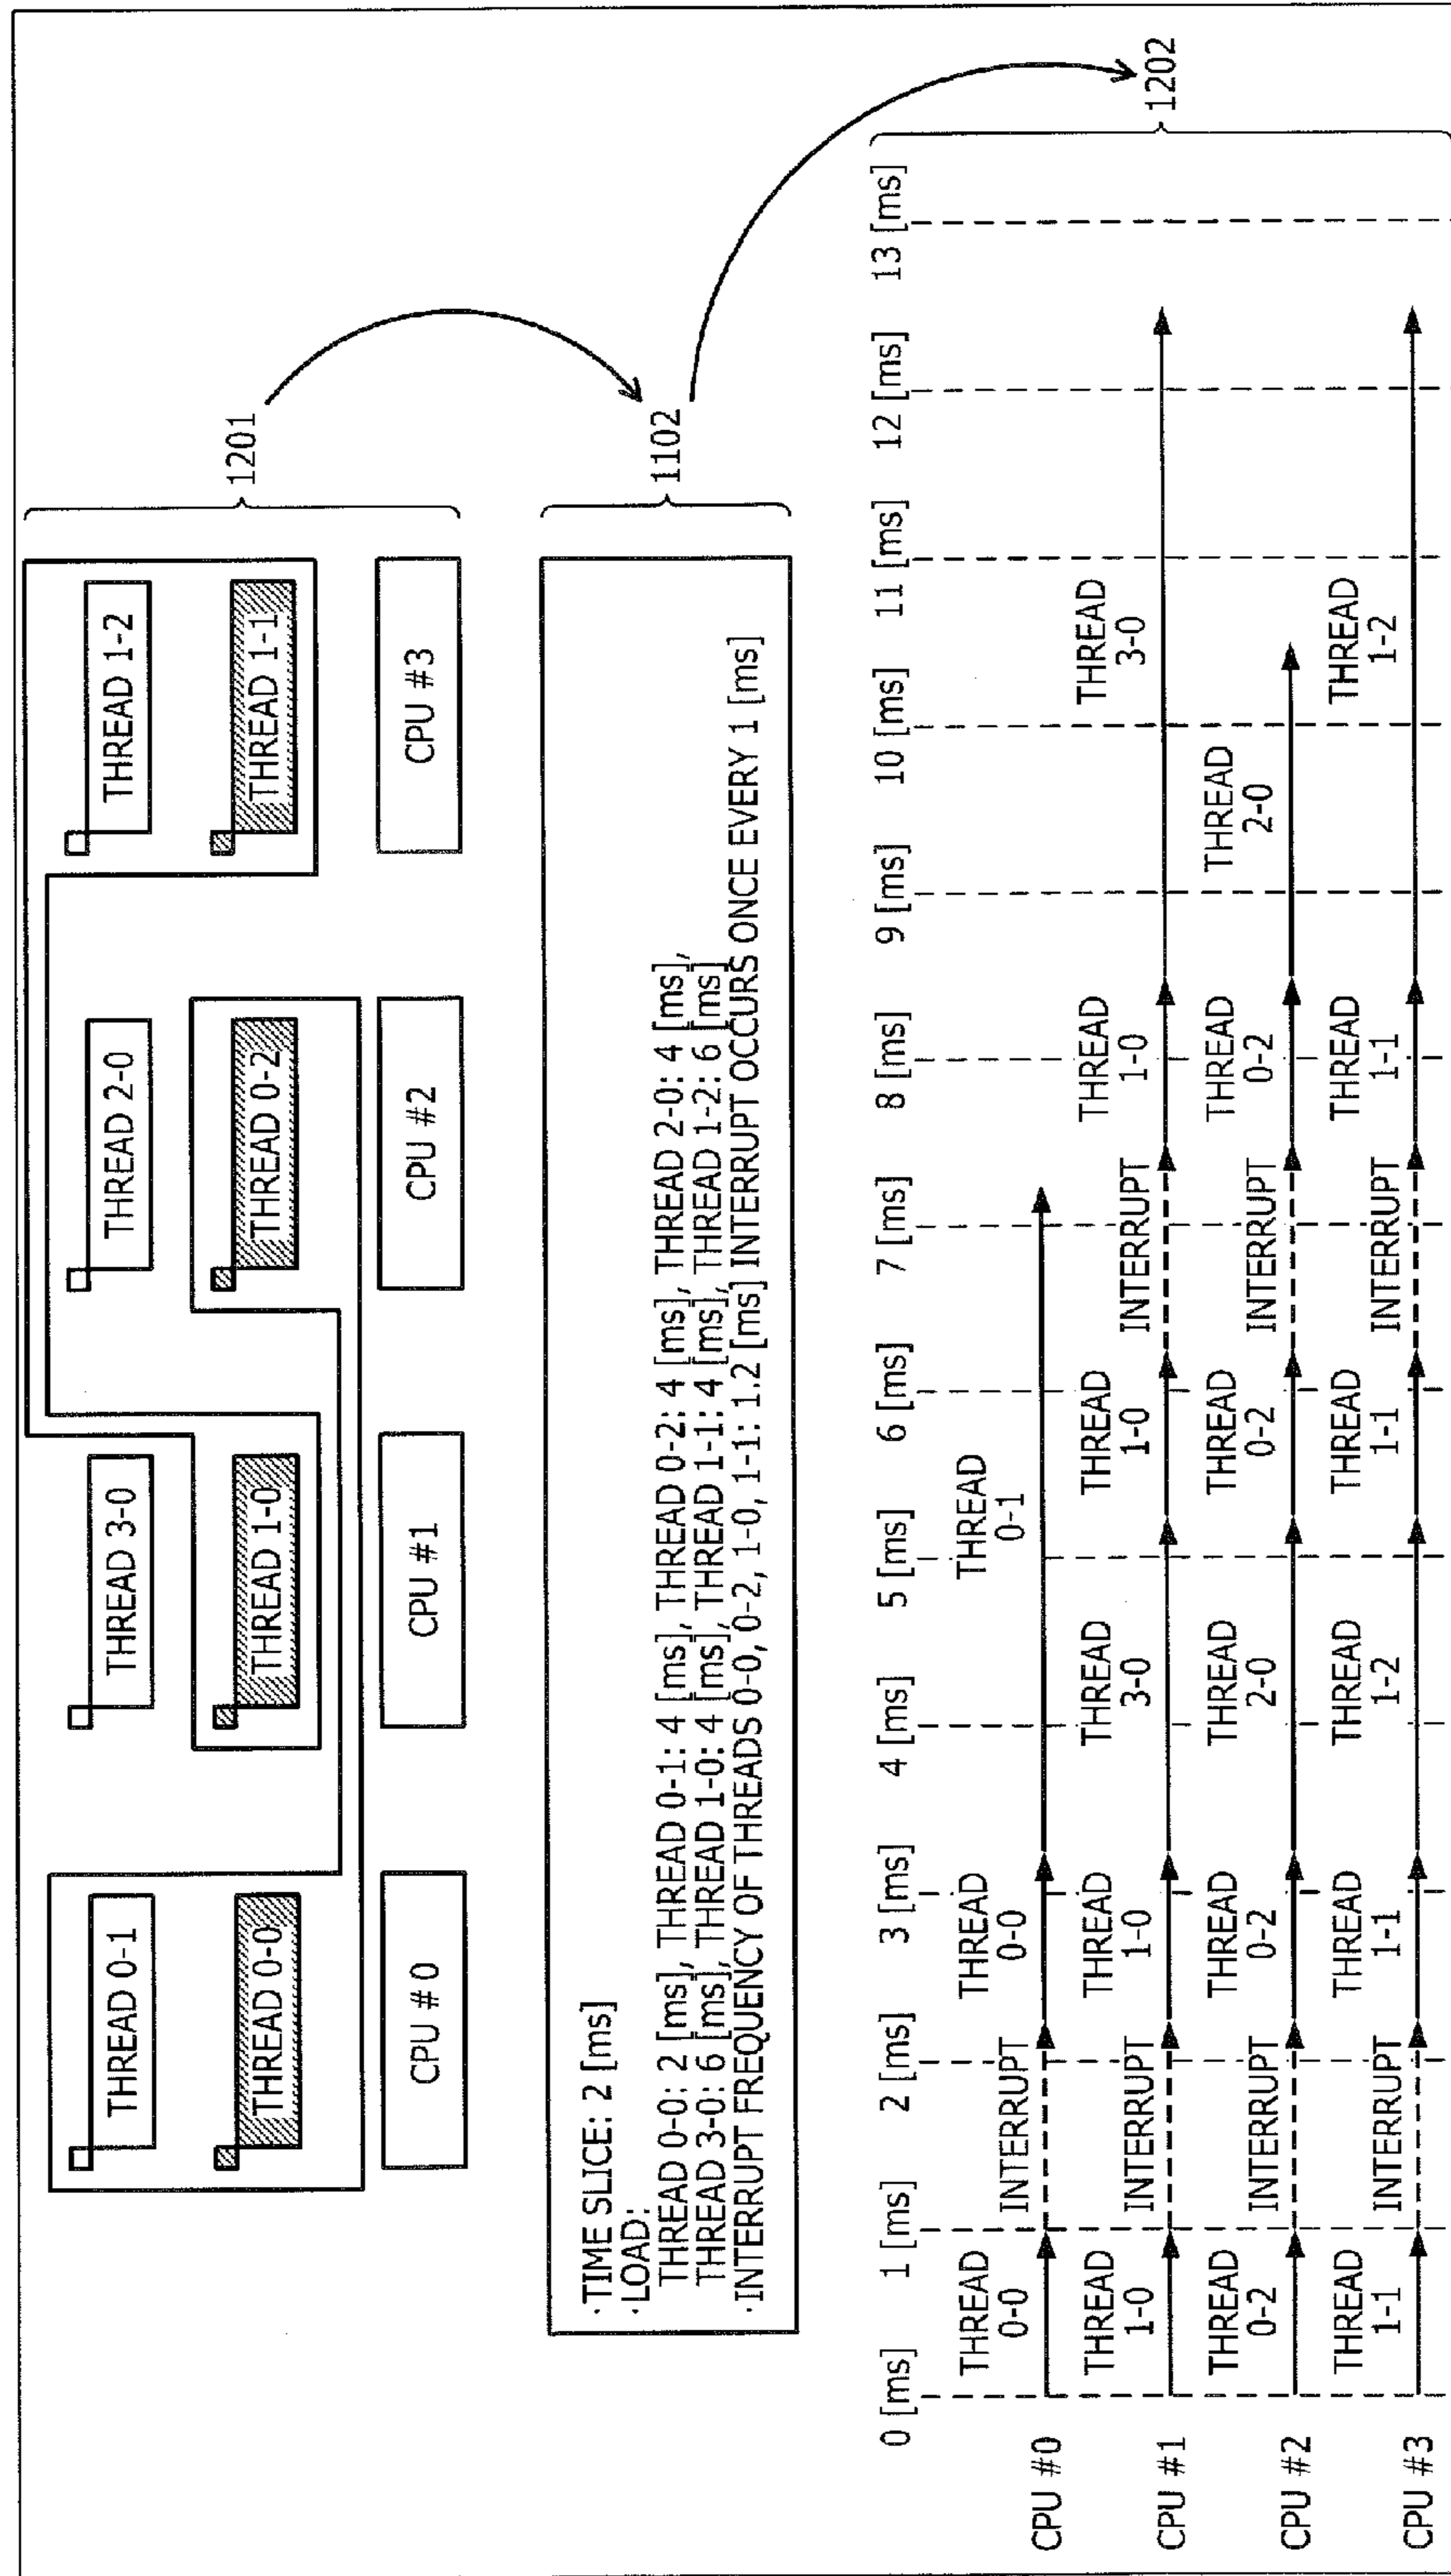 THREAD 0-1
THREAD 3-0
THREAD 2-0
THREAD 1-2
THREAD 0-0
THREAD 1-0
THREAD 0-2
THREAD 1-1
CPU #0
CPU #1
CPU #2
CPU #3
1201
· TIME SLICE: 2 [ms]
·LOAD:
THREAD 0-0: 2 [ms], THREAD 0-1: 4 [ms], THREAD 0-2: 4 [ms], THREAD 2-0: 4 [ms],
THREAD 3-0: 6 [ms], THREAD 1-0: 4 [ms], THREAD 1-1: 4 [ms], THREAD 1-2: 6 [ms]
·INTERRUPT FREQUENCY OF THREADS 0-0, 0-2, 1-0, 1-1: 1.2 [ms] INTERRUPT OCCURS ONCE EVERY 1 [ms]
1102
0 [ms] 1 [ms] 2 [ms] 3 [ms] 4 [ms] 5 [ms] 6 [ms] 7 [ms] 8 [ms] 9 [ms] 10 [ms] 11 [ms] 12 [ms] 13 [ms]
CPU #0
THREAD
0-0
INTERRUPT
THREAD
0-0
THREAD
0-1
CPU #1
THREAD
1-0
INTERRUPT
THREAD
1-0
THREAD
3-0
THREAD
1-0
INTERRUPT
THREAD
1-0
THREAD
3-0
CPU #2
THREAD
0-2
INTERRUPT
THREAD
0-2
THREAD
2-0
THREAD
0-2
INTERRUPT
THREAD
0-2
THREAD
2-0
CPU #3
THREAD
1-1
INTERRUPT
THREAD
1-1
THREAD
1-2
THREAD
1-1
INTERRUPT
THREAD
1-1
THREAD
1-2
1202